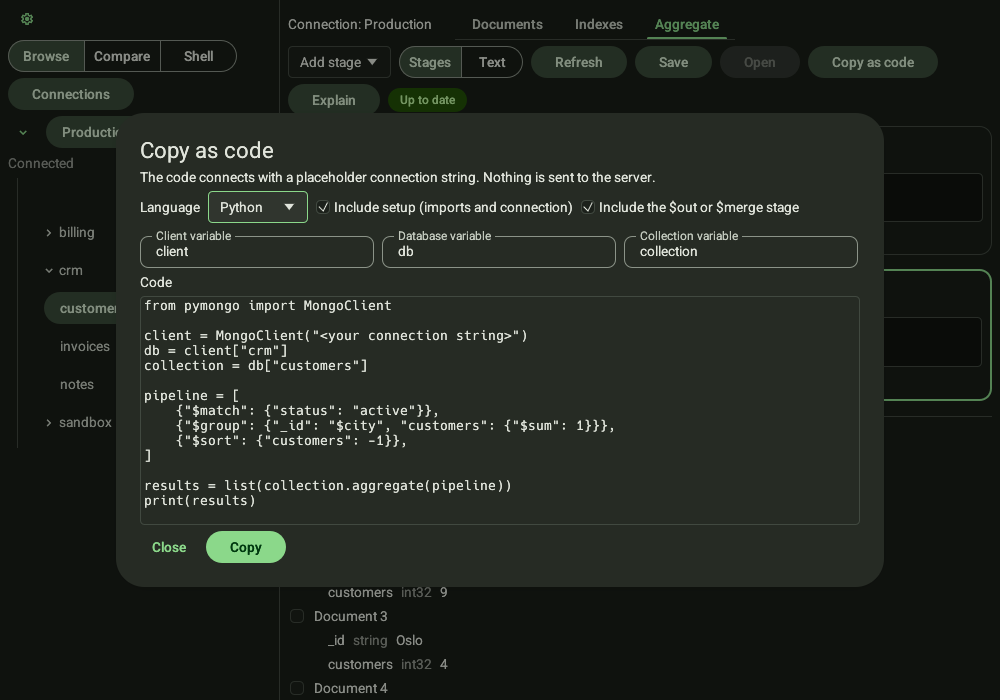 Connection: Production
Documents
Indexes
Aggregate
Browse
Compare
Shell
Add stage
Stages
Text
Refresh
Save
Open
Copy as code
Connections
Explain
Up to date
Connected
billing
crm
invoices
notes
sandbox
Copy as code
The code connects with a placeholder connection string. Nothing is sent to the server.
Language
Python
Include setup (imports and connection)
Include the $out or $merge stage
Client variable
client
Database variable
db
Collection variable
collection
Code
from pymongo import MongoClient
client = MongoClient("<your connection string>")
db = client["crm"]
collection = db["customers"]
pipeline = [
    {"$match": {"status": "active"}},
    {"$group": {"_id": "$city", "customers": {"$sum": 1}}},
    {"$sort": {"customers": -1}},
]
results = list(collection.aggregate(pipeline))
print(results)
Close
Copy
customers int32 9
Document 3
_id string Oslo
customers int32 4
Document 4